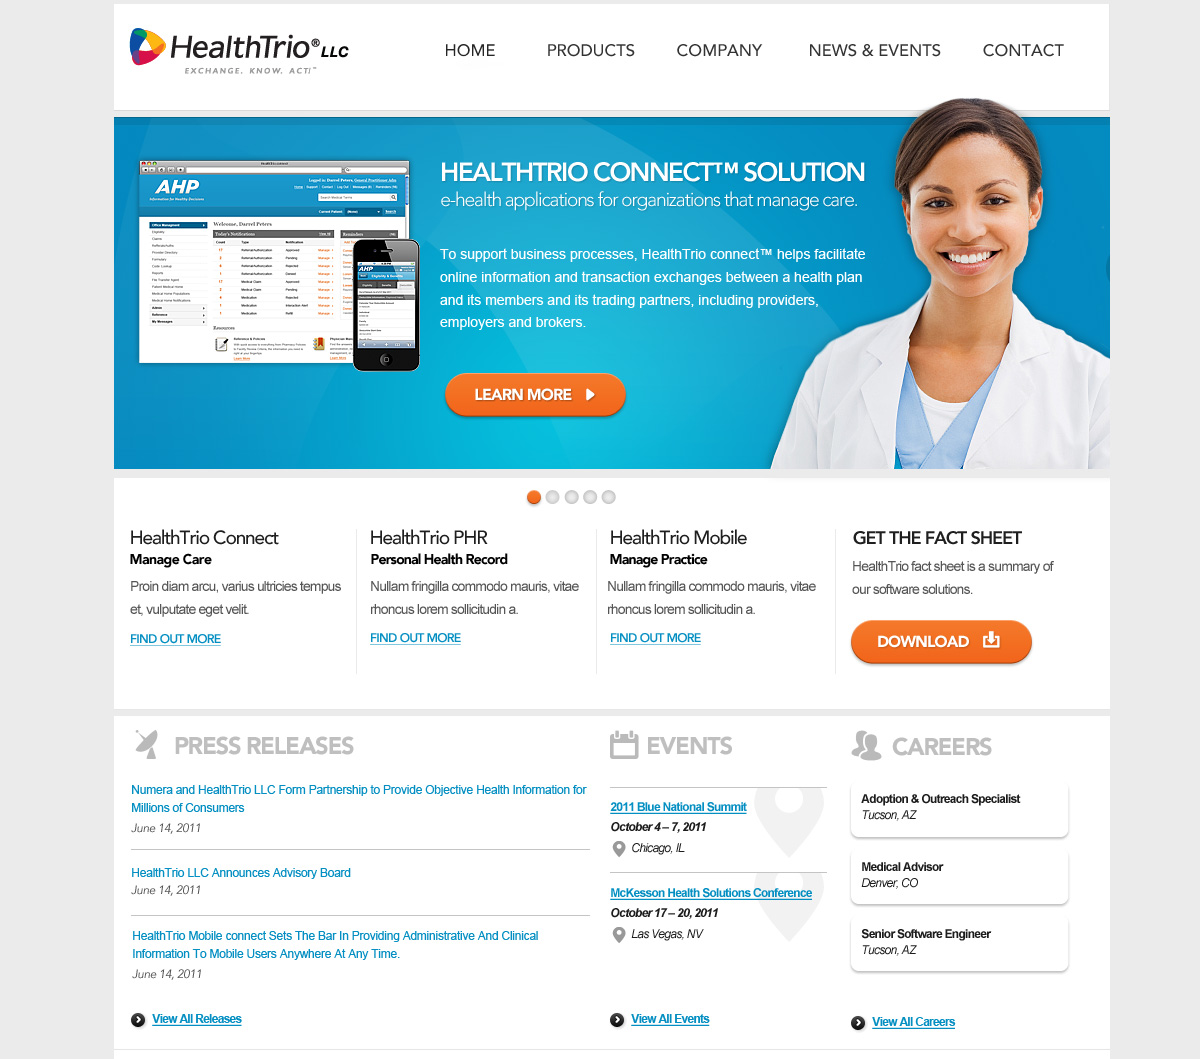 HealthTrio® LLC
EXCHANGE. KNOW. ACT!™
HOME
PRODUCTS
COMPANY
NEWS & EVENTS
CONTACT
AHP
Information for Healthy Decisions
Welcome, Darrel Peters
Today's Notifications
Resources
AHP
HEALTHTRIO CONNECT™ SOLUTION
e-health applications for organizations that manage care.
To support business processes, HealthTrio connect™ helps facilitate
online information and transaction exchanges between a health plan
and its members and its trading partners, including providers,
employers and brokers.
LEARN MORE
HealthTrio Connect
Manage Care
Proin diam arcu, varius ultricies tempus
et, vulputate eget velit.
FIND OUT MORE
HealthTrio PHR
Personal Health Record
Nullam fringilla commodo mauris, vitae
rhoncus lorem sollicitudin a.
FIND OUT MORE
HealthTrio Mobile
Manage Practice
Nullam fringilla commodo mauris, vitae
rhoncus lorem sollicitudin a.
FIND OUT MORE
GET THE FACT SHEET
HealthTrio fact sheet is a summary of
our software solutions.
DOWNLOAD
PRESS RELEASES
Numera and HealthTrio LLC Form Partnership to Provide Objective Health Information for
Millions of Consumers
June 14, 2011
HealthTrio LLC Announces Advisory Board
June 14, 2011
HealthTrio Mobile connect Sets The Bar In Providing Administrative And Clinical
Information To Mobile Users Anywhere At Any Time.
June 14, 2011
View All Releases
EVENTS
2011 Blue National Summit
October 4 – 7, 2011
Chicago, IL
McKesson Health Solutions Conference
October 17 – 20, 2011
Las Vegas, NV
View All Events
CAREERS
Adoption & Outreach Specialist
Tucson, AZ
Medical Advisor
Denver, CO
Senior Software Engineer
Tucson, AZ
View All Careers